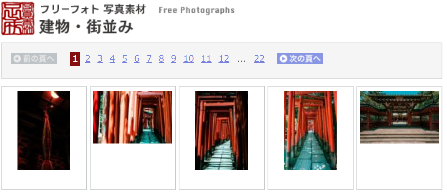 フリーフォト 写真素材 Free Photographs
建物・街並み
前の頁へ 1 2 3 4 5 6 7 8 9 10 11 12 ... 22 次の頁へ